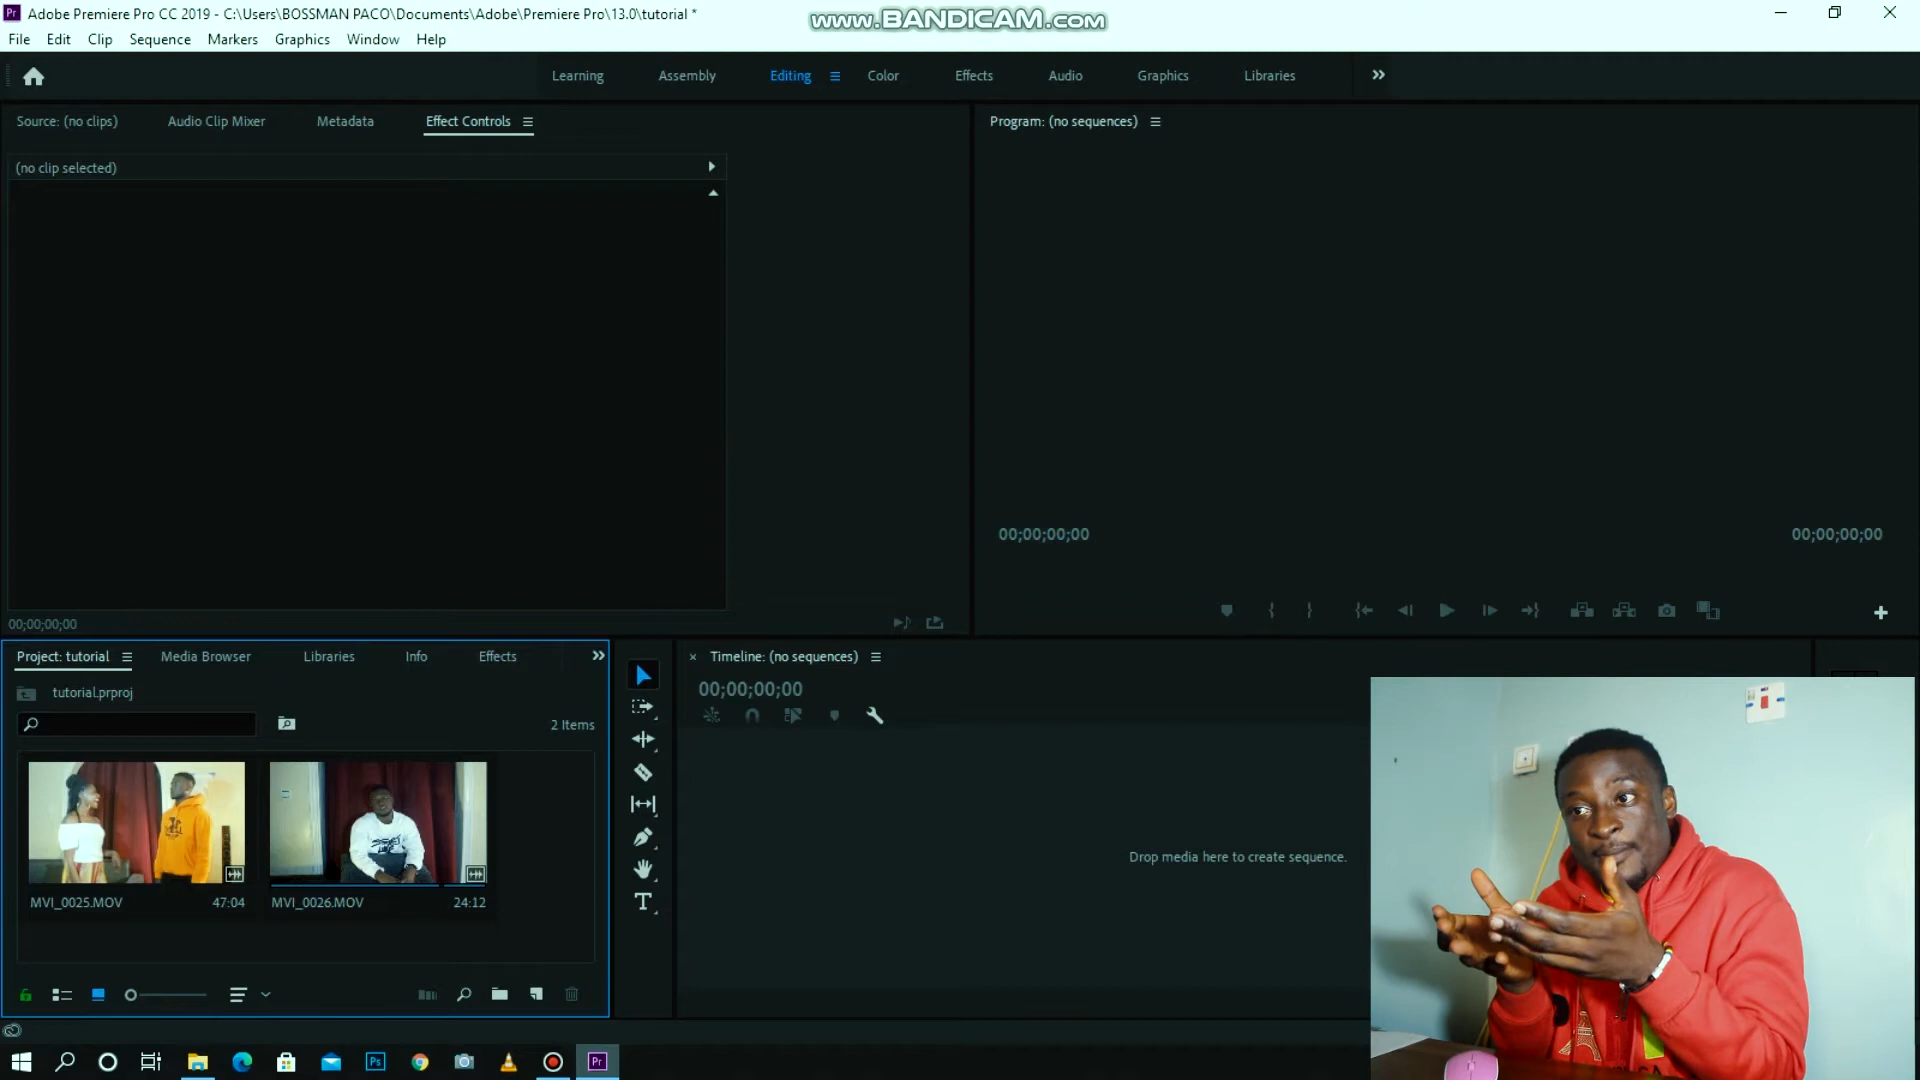 Adobe Premiere Pro CC 2019 - C:\Users\BOSSMAN PACO\Documents\Adobe\Premiere Pro\13.0\tutorial *
www.BANDICAM.com
File Edit Clip Sequence Markers Graphics Window Help
Learning Assembly Editing Color Effects Audio Graphics Libraries
Source: (no clips) Audio Clip Mixer Metadata Effect Controls
Program: (no sequences)
(no clip selected)
00;00;00;00 00;00;00;00
00;00;00;00
Project: tutorial Media Browser Libraries Info Effects
Timeline: (no sequences)
tutorial.prproj
00;00;00;00
2 Items
Drop media here to create sequence.
MVI_0025.MOV 47:04 MVI_0026.MOV 24:12